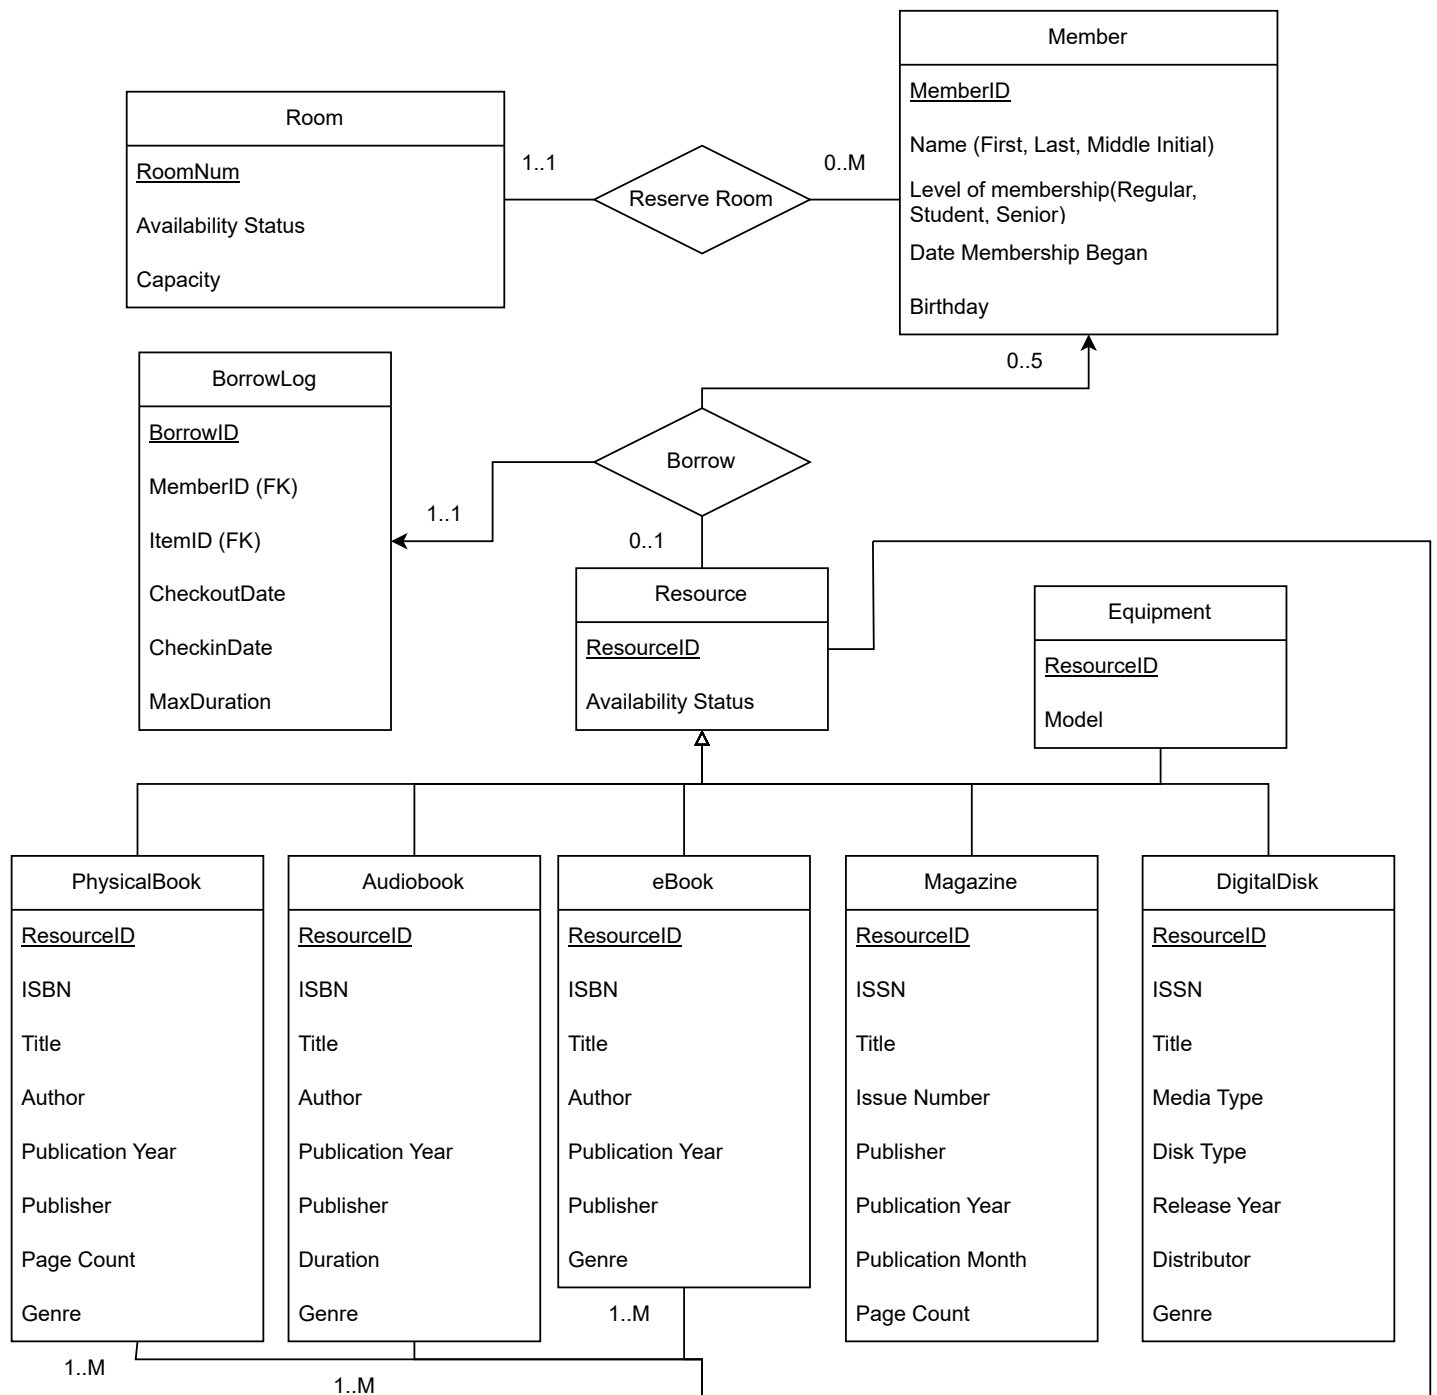 Member
MemberID
Name (First, Last, Middle Initial)
Level of membership(Regular,
Student, Senior)
Date Membership Began
Birthday
Room
RoomNum
Availability Status
Capacity
1..1
Reserve Room
0..M
BorrowLog
BorrowID
MemberID (FK)
ItemID (FK)
CheckoutDate
CheckinDate
MaxDuration
0..5
Borrow
1..1
0..1
Resource
ResourceID
Availability Status
Equipment
ResourceID
Model
PhysicalBook
ResourceID
ISBN
Title
Author
Publication Year
Publisher
Page Count
Genre
1..M
Audiobook
ResourceID
ISBN
Title
Author
Publication Year
Publisher
Duration
Genre
1..M
eBook
ResourceID
ISBN
Title
Author
Publication Year
Publisher
Genre
1..M
Magazine
ResourceID
ISSN
Title
Issue Number
Publisher
Publication Year
Publication Month
Page Count
DigitalDisk
ResourceID
ISSN
Title
Media Type
Disk Type
Release Year
Distributor
Genre